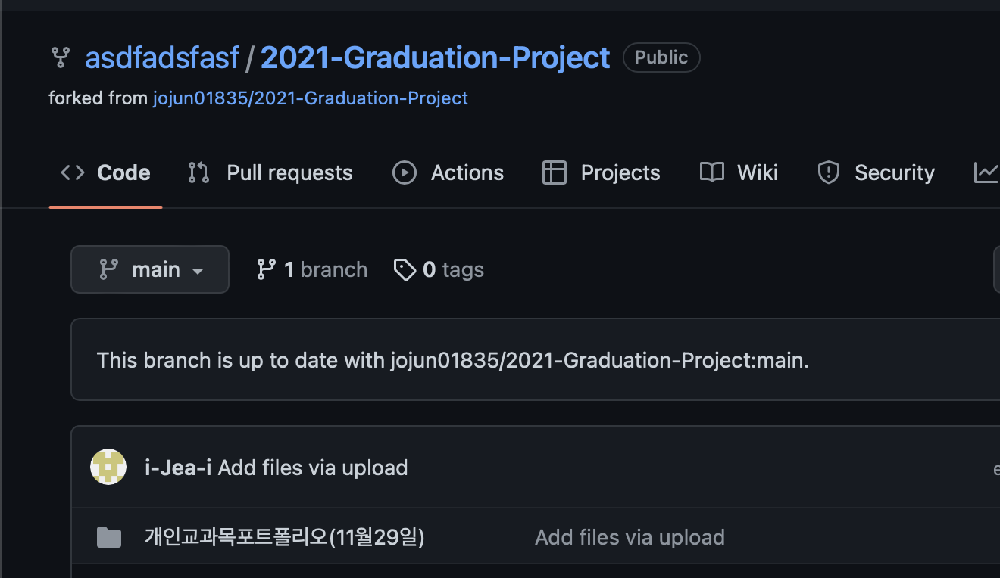 asdfadsfasf / 2021-Graduation-Project Public
forked from jojun01835/2021-Graduation-Project
Code Pull requests Actions Projects Wiki Security
main 1 branch 0 tags
This branch is up to date with jojun01835/2021-Graduation-Project:main.
i-Jea-i Add files via upload
개인교과목포트폴리오(11월29일) Add files via upload